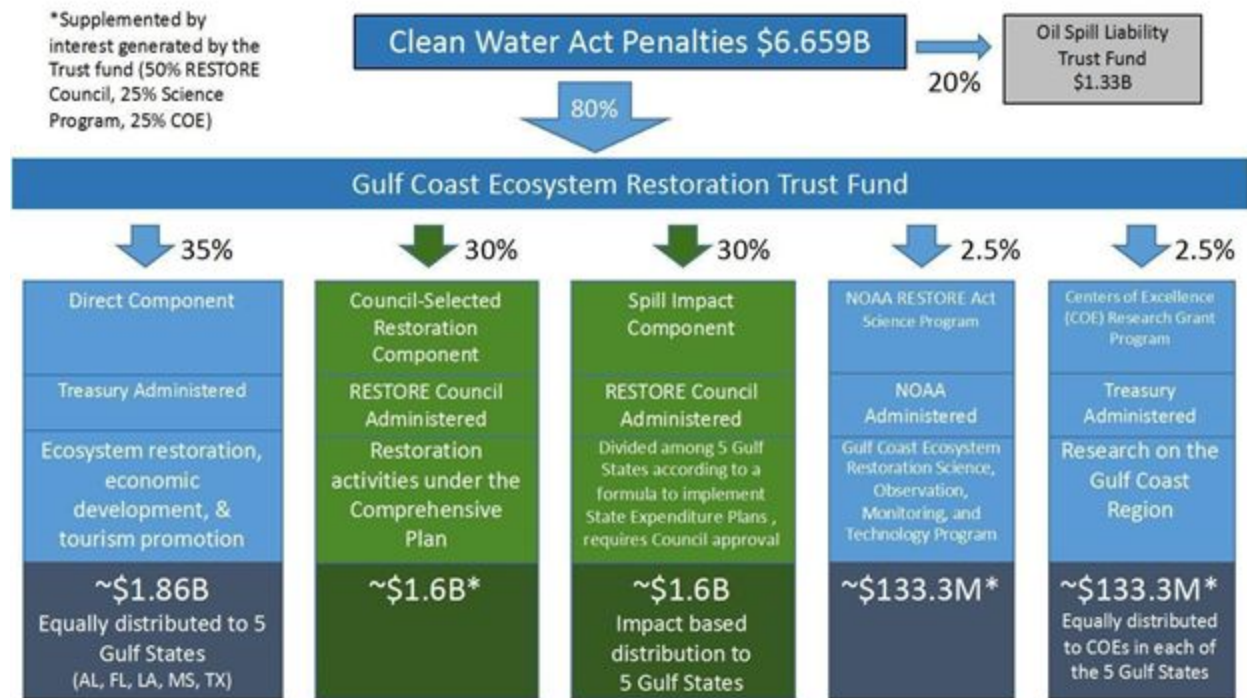 *Supplemented by
interest generated by the
Trust fund (50% RESTORE
Council, 25% Science
Program, 25% COE)
Clean Water Act Penalties $6.659B
20%
Oil Spill Liability
Trust Fund
$1.33B
80%
Gulf Coast Ecosystem Restoration Trust Fund
35%
30%
30%
2.5%
2.5%
Direct Component
Treasury Administered
Ecosystem restoration,
economic
development, &
tourism promotion
~$1.86B
Equally distributed to 5
Gulf States
(AL, FL, LA, MS, TX)
Council-Selected
Restoration
Component
RESTORE Council
Administered
Restoration
activities under the
Comprehensive
Plan
~$1.6B*
Spill Impact
Component
RESTORE Council
Administered
Divided among 5 Gulf
States according to a
formula to implement
State Expenditure Plans ,
requires Council approval
~$1.6B
Impact based
distribution to
5 Gulf States
NOAA RESTORE Act
Science Program
NOAA
Administered
Gulf Coast Ecosystem
Restoration Science,
Observation,
Monitoring, and
Technology Program
~$133.3M*
Centers of Excellence
(COE) Research Grant
Program
Treasury
Administered
Research on the
Gulf Coast
Region
~$133.3M*
Equally distributed
to COEs in each of
the 5 Gulf States